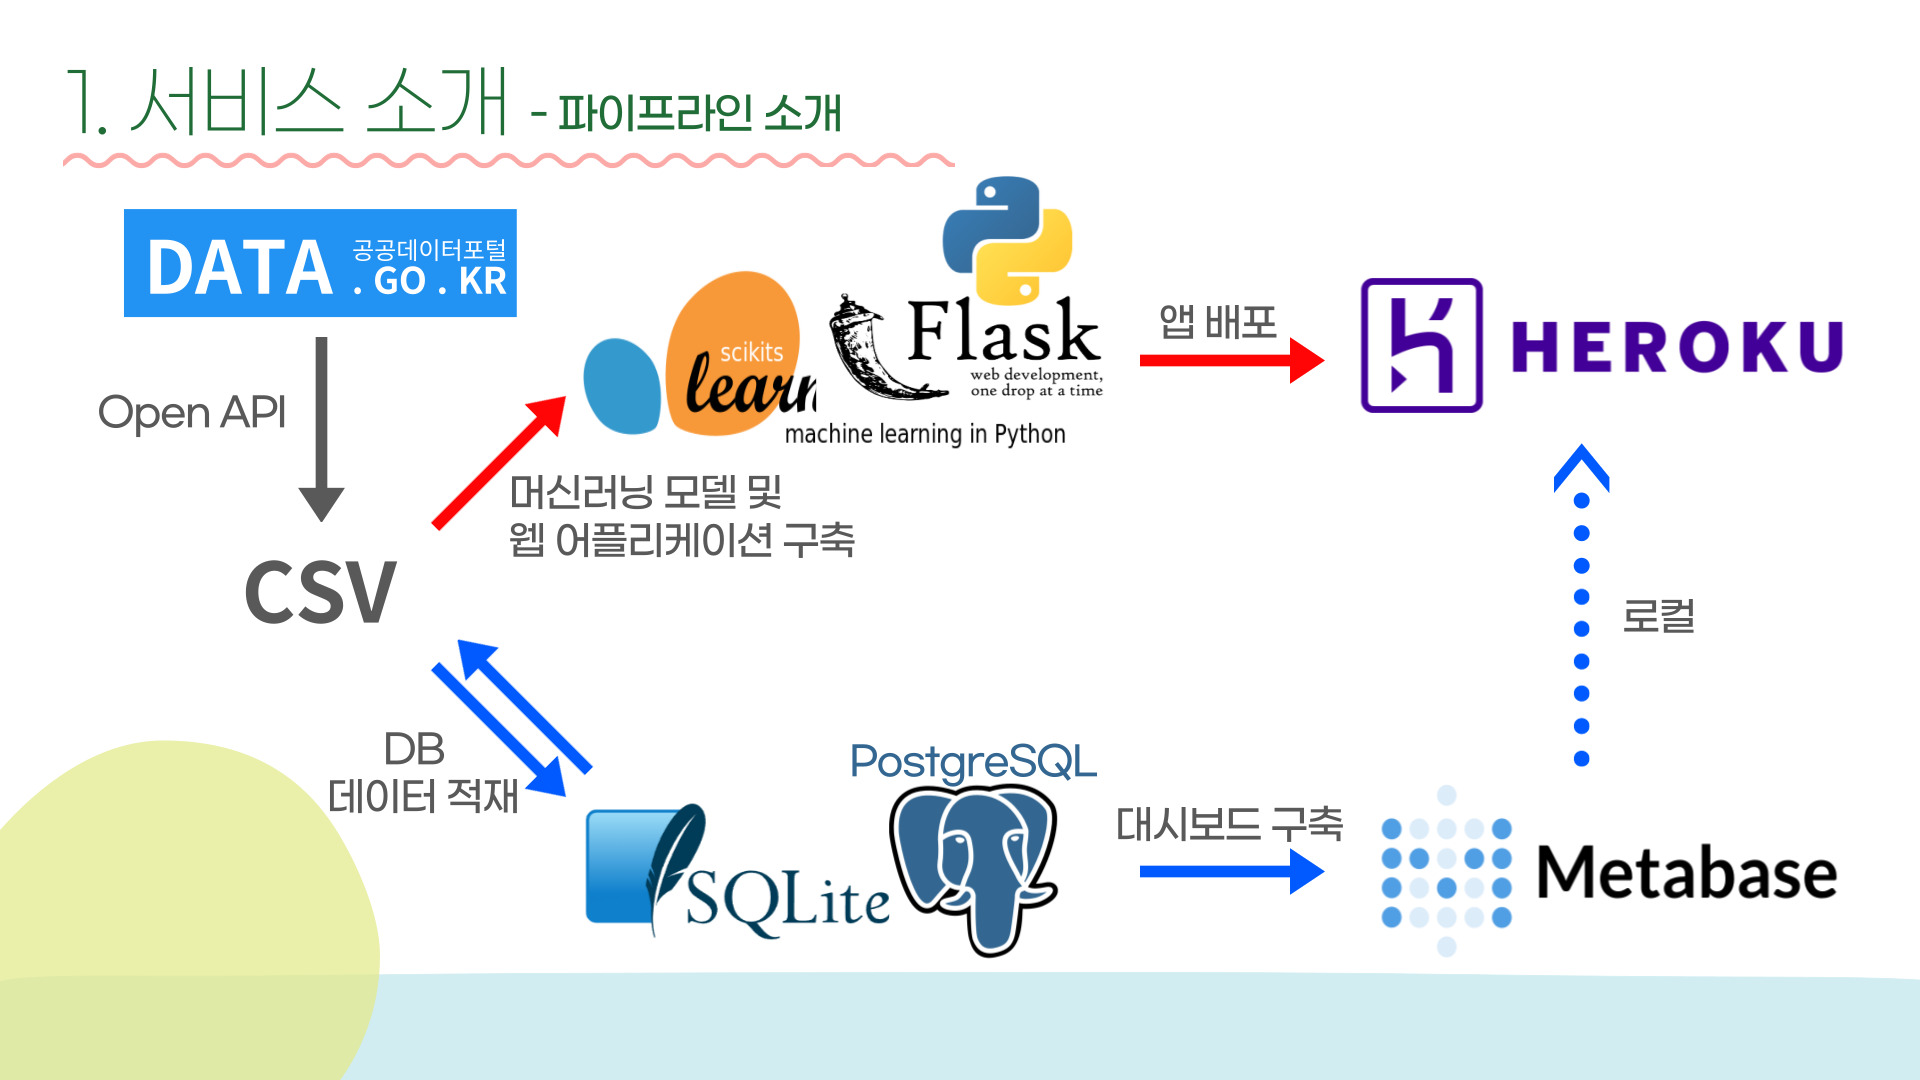 1. 서비스 소개 - 파이프라인 소개
DATA 공공데이터포털
. GO . KR
Open API
CSV
scikits
learn
machine learning in Python
Flask
web development,
one drop at a time
앱 배포
HEROKU
머신러닝 모델 및
웹 어플리케이션 구축
로컬
DB
데이터 적재
SQLite
PostgreSQL
대시보드 구축
Metabase